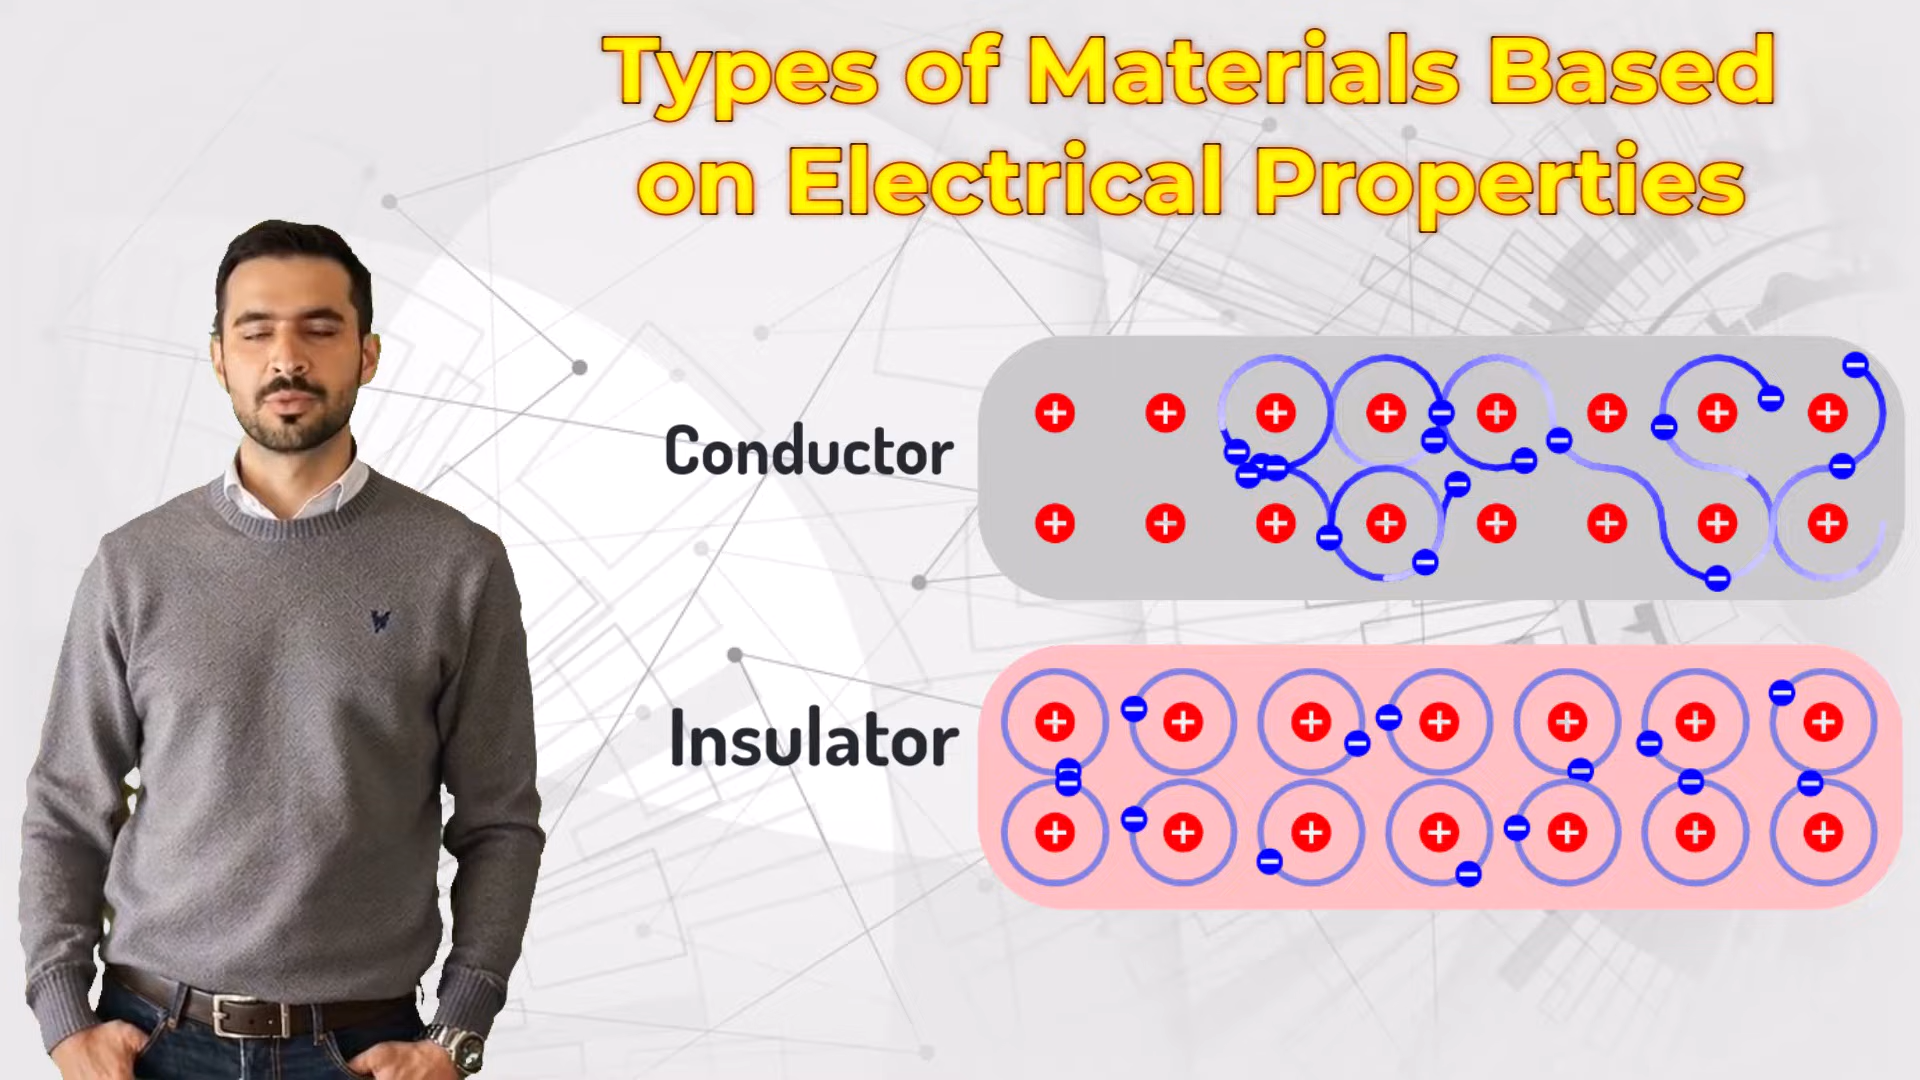 Types of Materials Based
on Electrical Properties
Conductor
Insulator